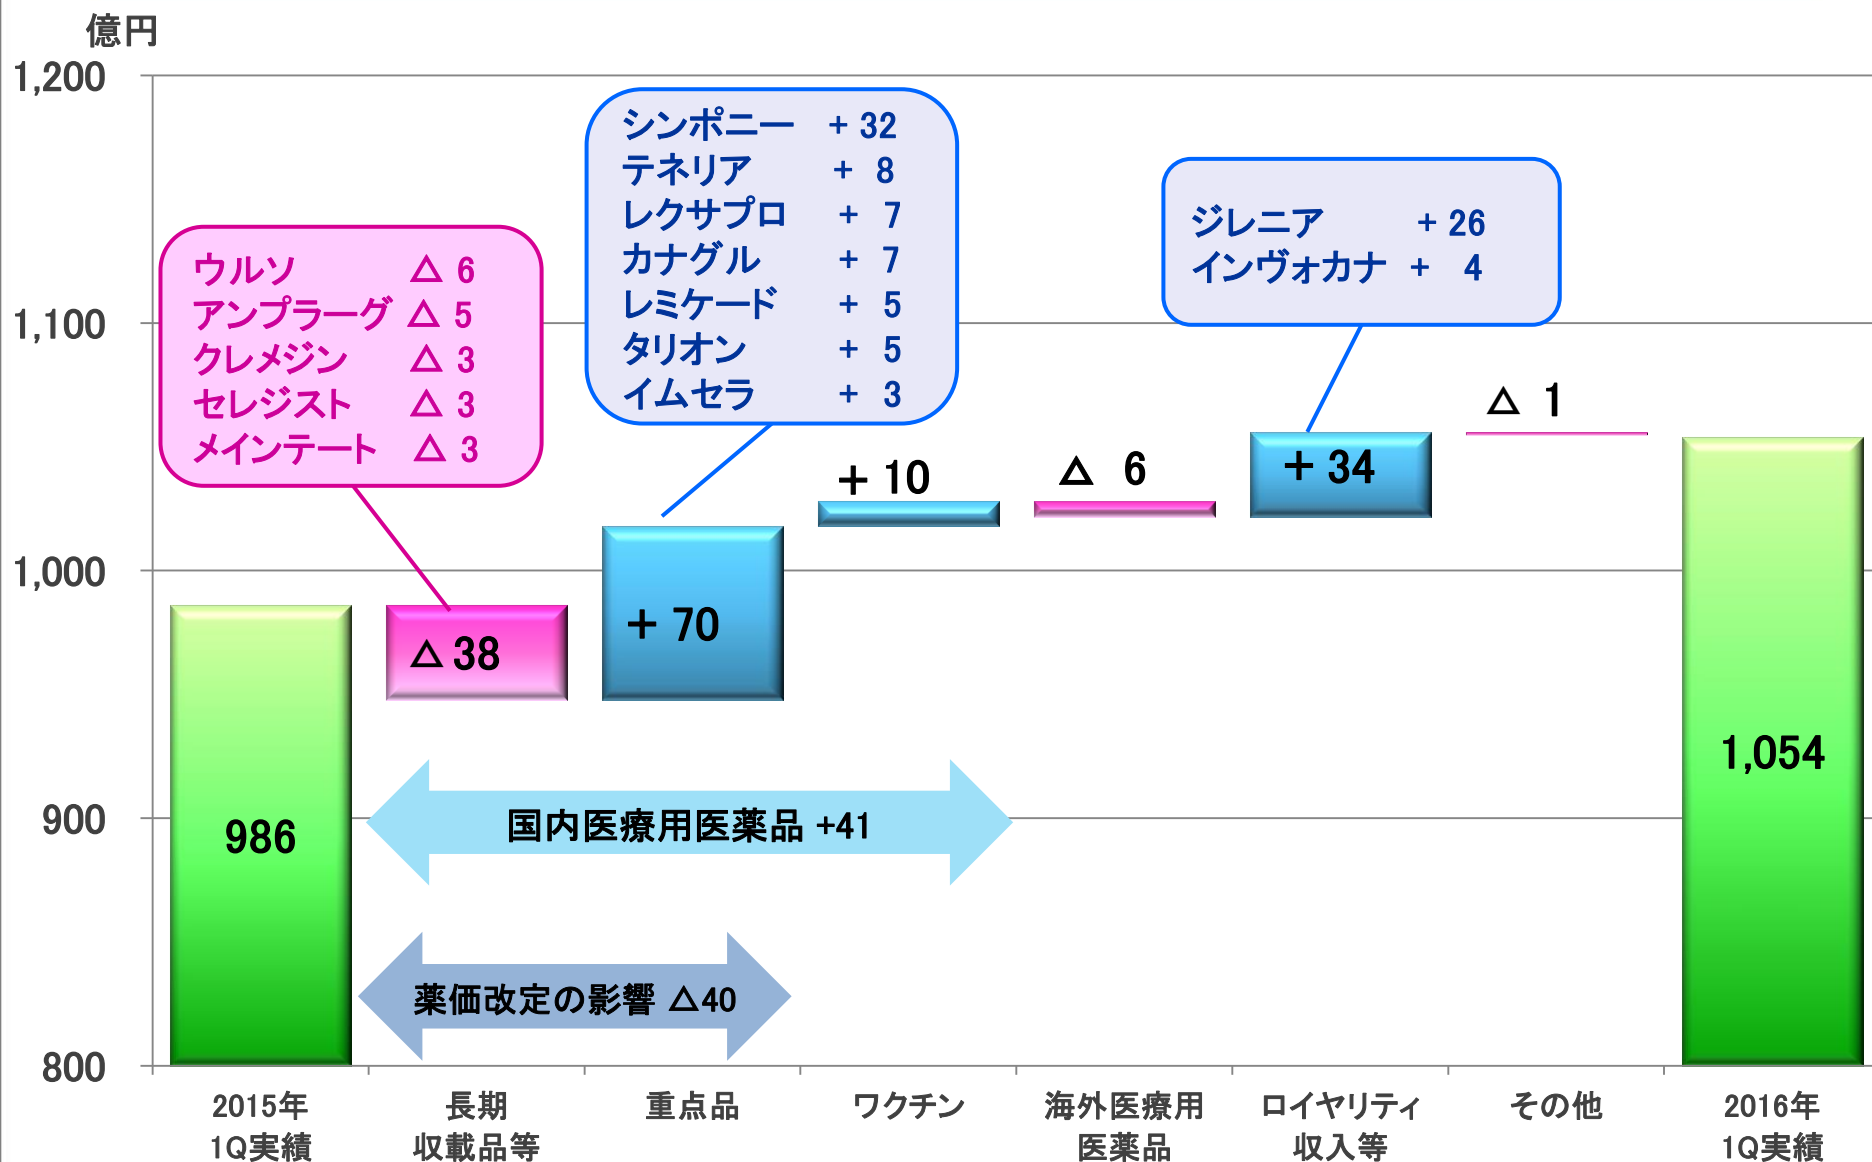 億円
1,200
1,100
1,000
900
800
ウルソ △ 6
アンプラーグ △ 5
クレメジン △ 3
セレジスト △ 3
メインテート △ 3
シンポニー + 32
テネリア + 8
レクサプロ + 7
カナグル + 7
レミケード + 5
タリオン + 5
イムセラ + 3
ジレニア + 26
インヴォカナ + 4
986
△ 38
+ 70
+ 10
△ 6
+ 34
△ 1
1,054
国内医療用医薬品 +41
薬価改定の影響 △40
2015年
1Q実績
長期
収載品等
重点品
ワクチン
海外医療用
医薬品
ロイヤリティ
収入等
その他
2016年
1Q実績